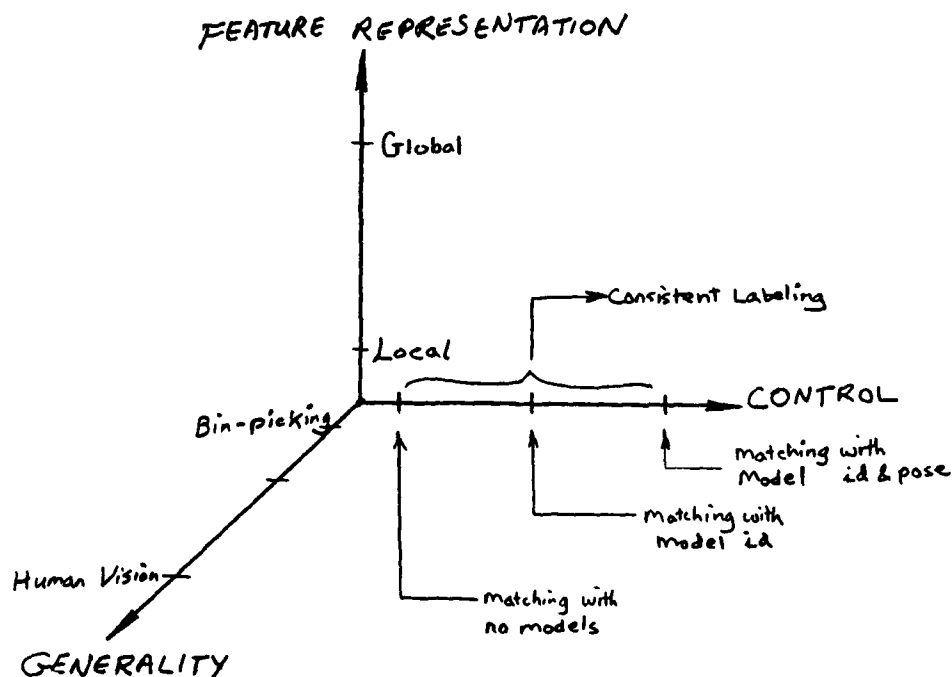 FEATURE REPRESENTATION
Global
Consistent Labeling
Local
CONTROL
Bin-picking
matching with
Model id & pose
matching with
Model id
Human Vision
matching with
no models
GENERALITY